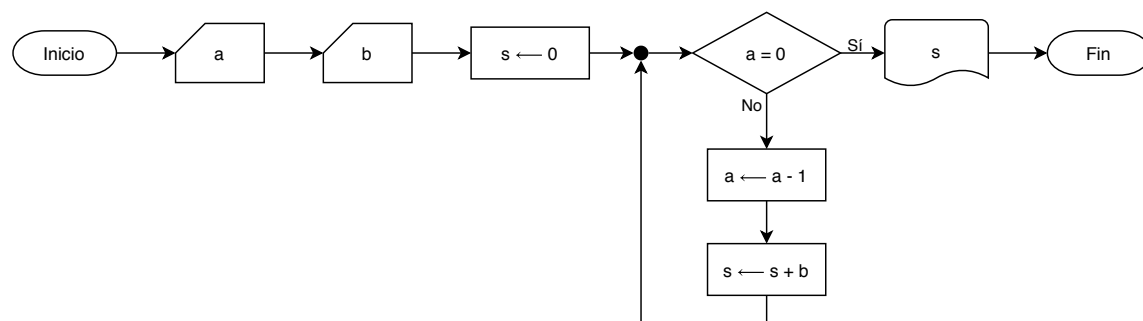 Inicio
a
b
s ⟵ 0
a = 0
Sí
s
Fin
No
a ⟵ a - 1
s ⟵ s + b